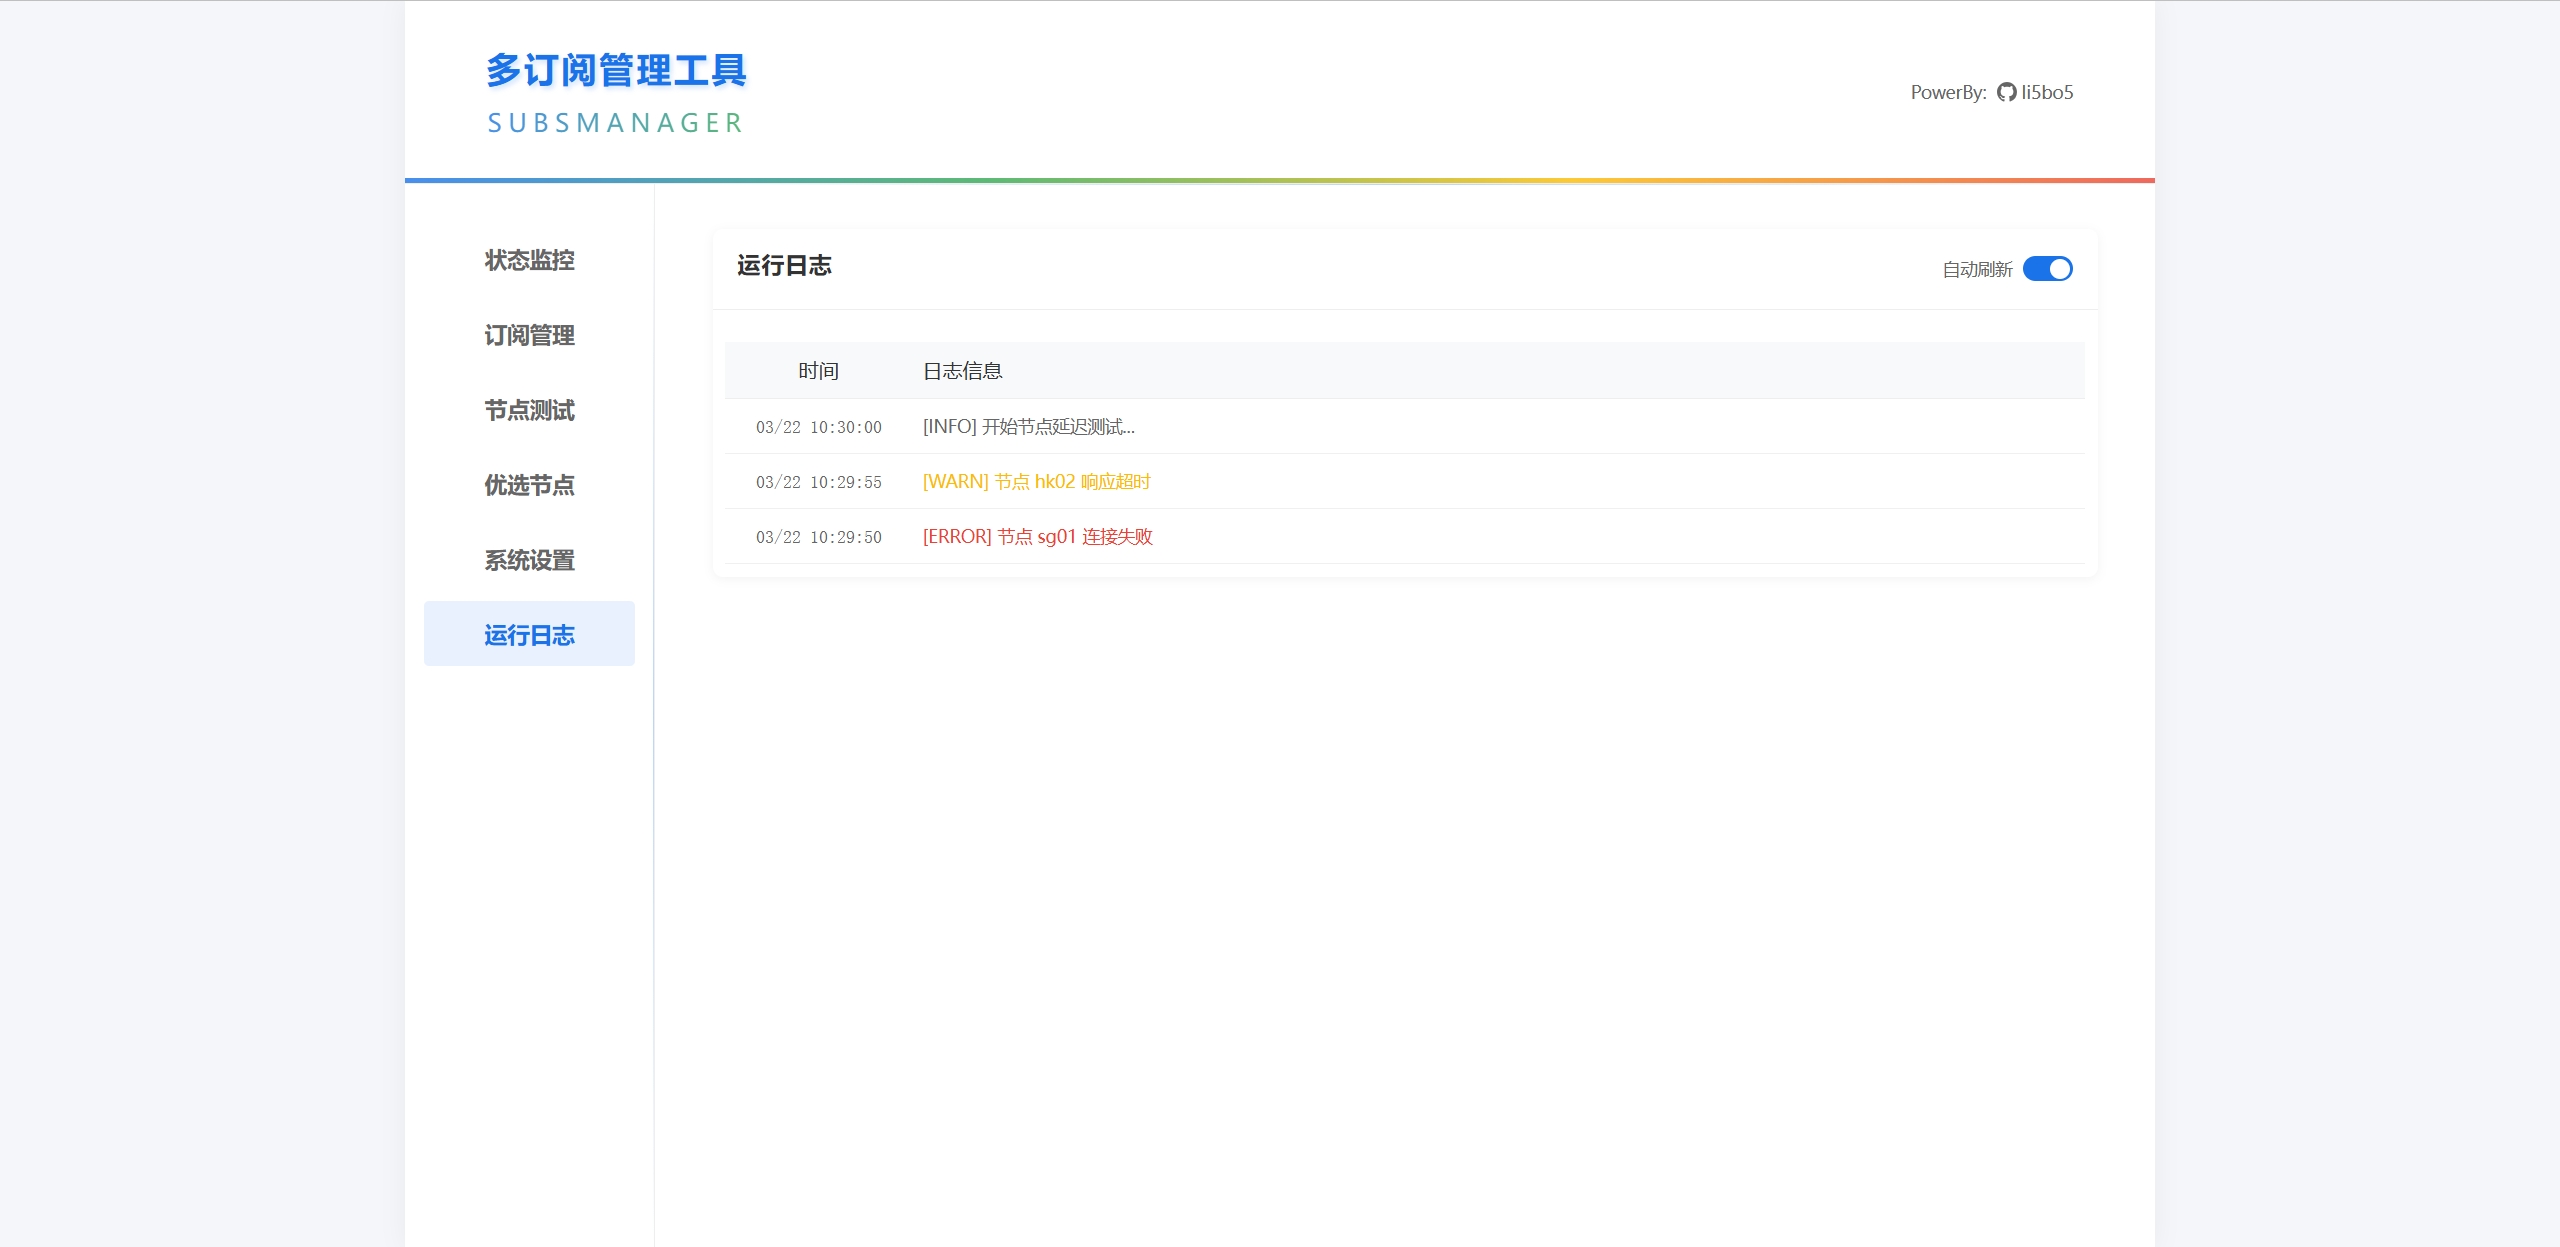 多订阅管理工具
SUBSMANAGER
PowerBy: li5bo5
状态监控
订阅管理
节点测试
优选节点
系统设置
运行日志
运行日志
自动刷新
时间 日志信息
03/22 10:30:00 [INFO] 开始节点延迟测试...
03/22 10:29:55 [WARN] 节点 hk02 响应超时
03/22 10:29:50 [ERROR] 节点 sg01 连接失败